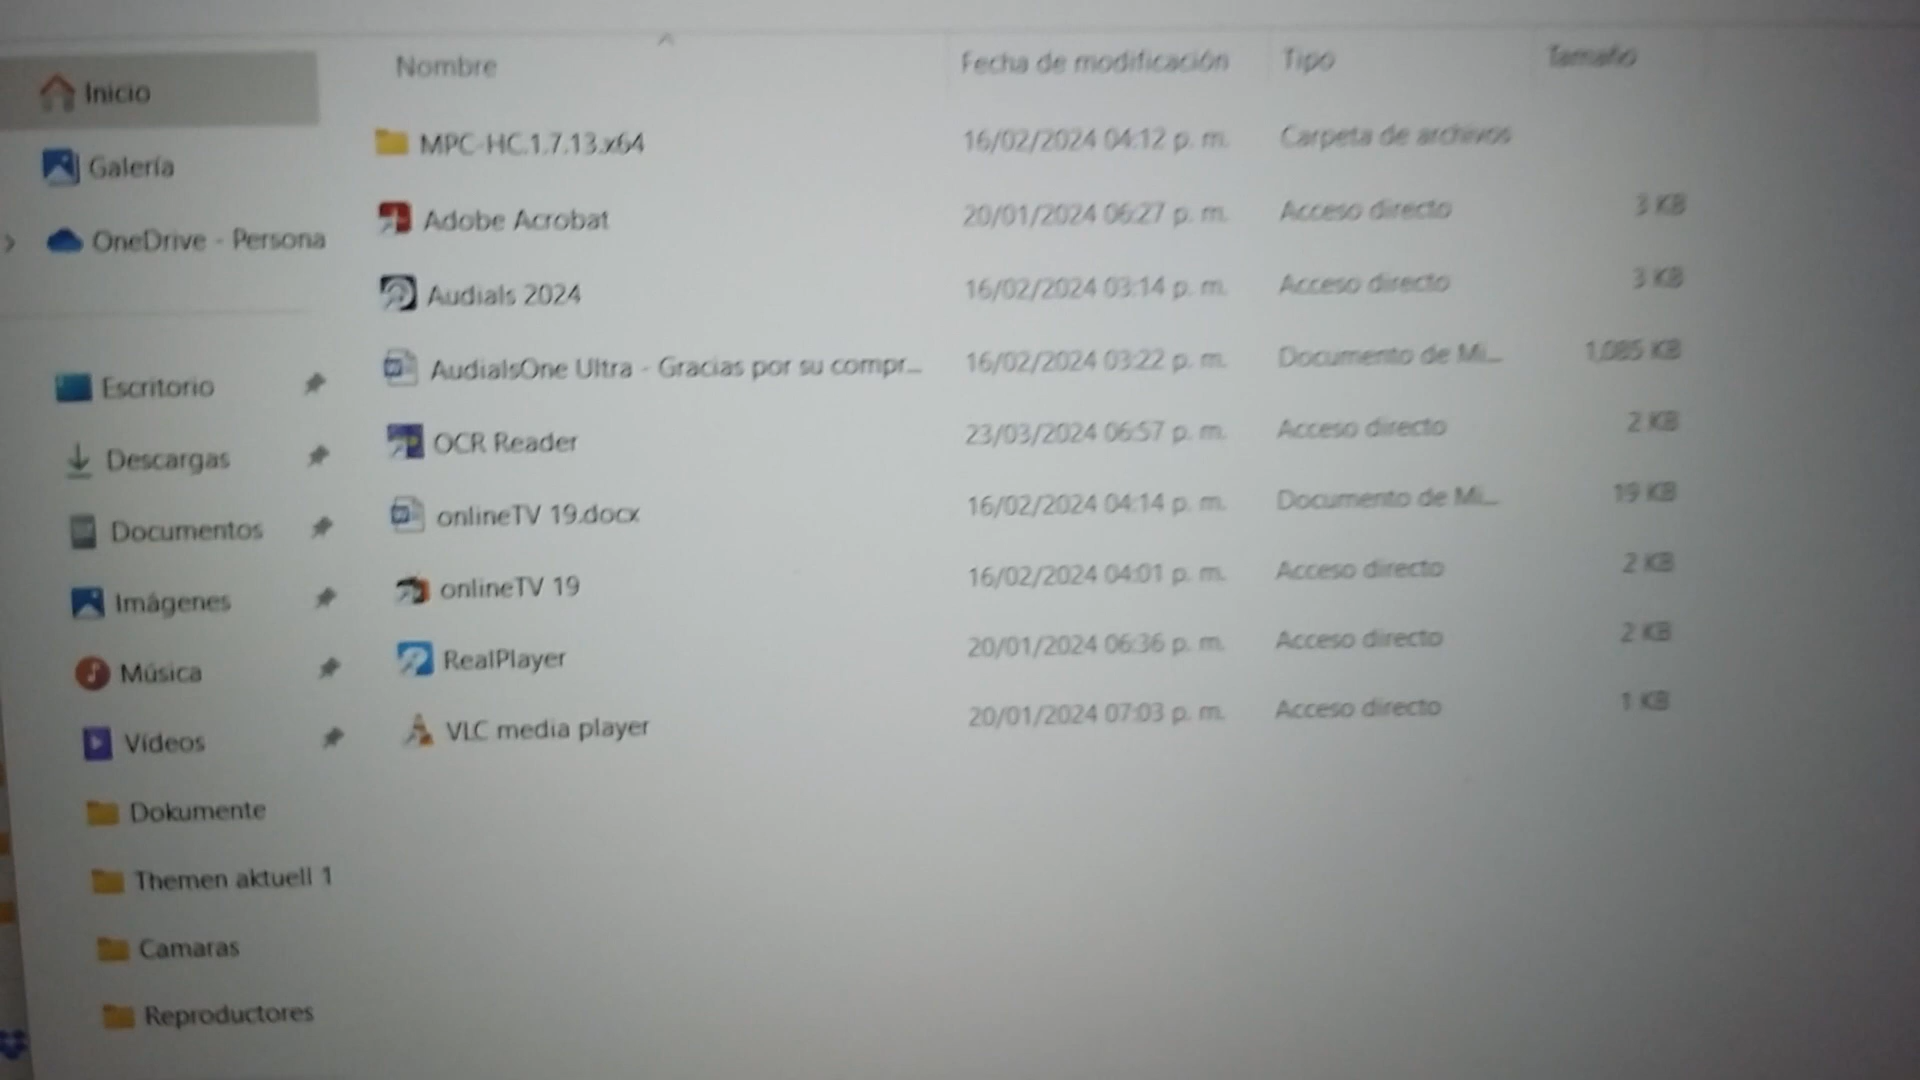 Nombre Fecha de modificación Tipo Tamaño
Inicio
MPC-HC.1.7.13.x64 16/02/2024 04:12 p. m. Carpeta de archivos
Galería
Adobe Acrobat 20/01/2024 06:27 p. m. Acceso directo 3 KB
OneDrive - Persona
Audials 2024 16/02/2024 03:14 p. m. Acceso directo 3 KB
AudialsOne Ultra - Gracias por su compr... 16/02/2024 03:22 p. m. Documento de Mi... 1,085 KB
Escritorio
OCR Reader 23/03/2024 06:57 p. m. Acceso directo 2 KB
Descargas
onlineTV 19.docx 16/02/2024 04:14 p. m. Documento de Mi... 19 KB
Documentos
onlineTV 19 16/02/2024 04:01 p. m. Acceso directo 2 KB
Imágenes
RealPlayer 20/01/2024 06:36 p. m. Acceso directo 2 KB
Música
VLC media player 20/01/2024 07:03 p. m. Acceso directo 1 KB
Vídeos
Dokumente
Themen aktuell 1
Camaras
Reproductores